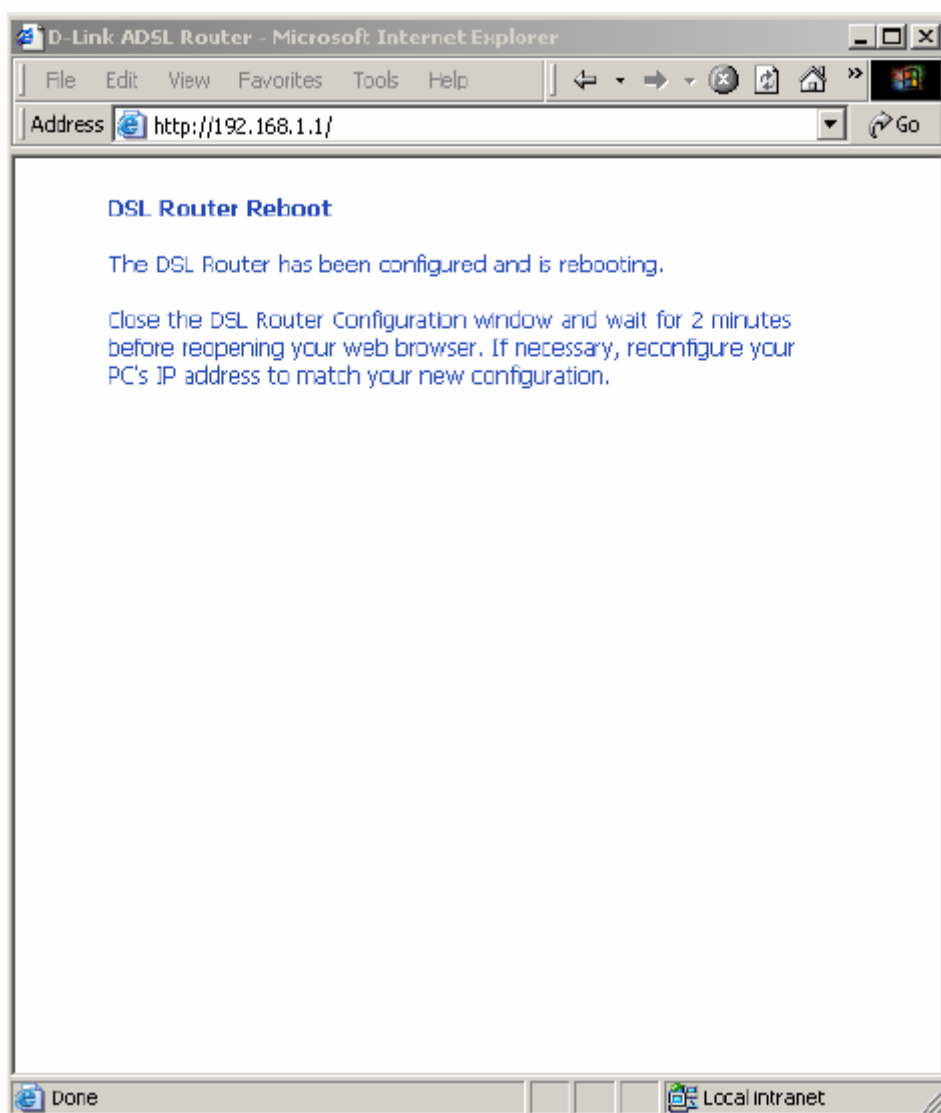 D-Link ADSL Router - Microsoft Internet Explorer
File Edit View Favorites Tools Help »
Address http://192.168.1.1/ Go
DSL Router Reboot
The DSL Router has been configured and is rebooting.
Close the DSL Router Configuration window and wait for 2 minutes
before reopening your web browser. If necessary, reconfigure your
PC's IP address to match your new configuration.
Done Local intranet